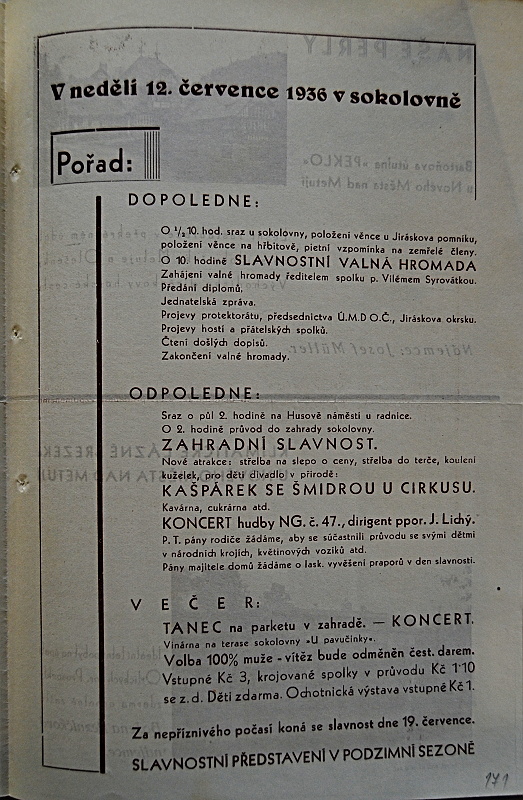 V neděli 12. července 1936 v sokolovně
Pořad:
DOPOLEDNE:
O 1/2 10. hod. sraz u sokolovny, položení věnce u Jiráskova pomníku,
položení věnce na hřbitově, pietní vzpomínka na zemřelé členy.
O 10. hodině SLAVNOSTNÍ VALNÁ HROMADA
Zahájení valné hromady ředitelem spolku p. Vilémem Syrovátkou.
Předání diplomů.
Jednatelská zpráva.
Projevy protektorátu, předsednictva Ú.M.D.O.Č., Jiráskova okrsku.
Projevy hostí a přátelských spolků.
Čtení došlých dopisů.
Zakončení valné hromady.
ODPOLEDNE:
Sraz o půl 2. hodině na Husově náměstí u radnice.
O 2. hodině průvod do zahrady sokolovny.
ZAHRADNÍ SLAVNOST.
Nové atrakce: střelba na slepo o ceny, střelba do terče, koulení
kuželek, pro děti divadlo v přírodě:
KAŠPÁREK SE ŠMIDROU U CIRKUSU.
Kavárna, cukrárna atd.
KONCERT hudby NG. č. 47., dirigent ppor. J. Lichý.
P. T. pány rodiče žádáme, aby se súčastnili průvodu se svými dětmi
v národních krojích, květinových vozíků atd.
Pány majitele domů žádáme o lask. vyvěšení praporů v den slavnosti.
VEČER:
TANEC na parketu v zahradě. — KONCERT.
Vinárna na terase sokolovny »U pavučinky«.
Volba 100% muže - vítěz bude odměněn čest. darem.
Vstupné Kč 3, krojované spolky v průvodu Kč 1·10
se z. d. Děti zdarma. Ochotnická výstava vstupné Kč 1.
Za nepříznivého počasí koná se slavnost dne 19. července.
SLAVNOSTNÍ PŘEDSTAVENÍ V PODZIMNÍ SEZONĚ
171